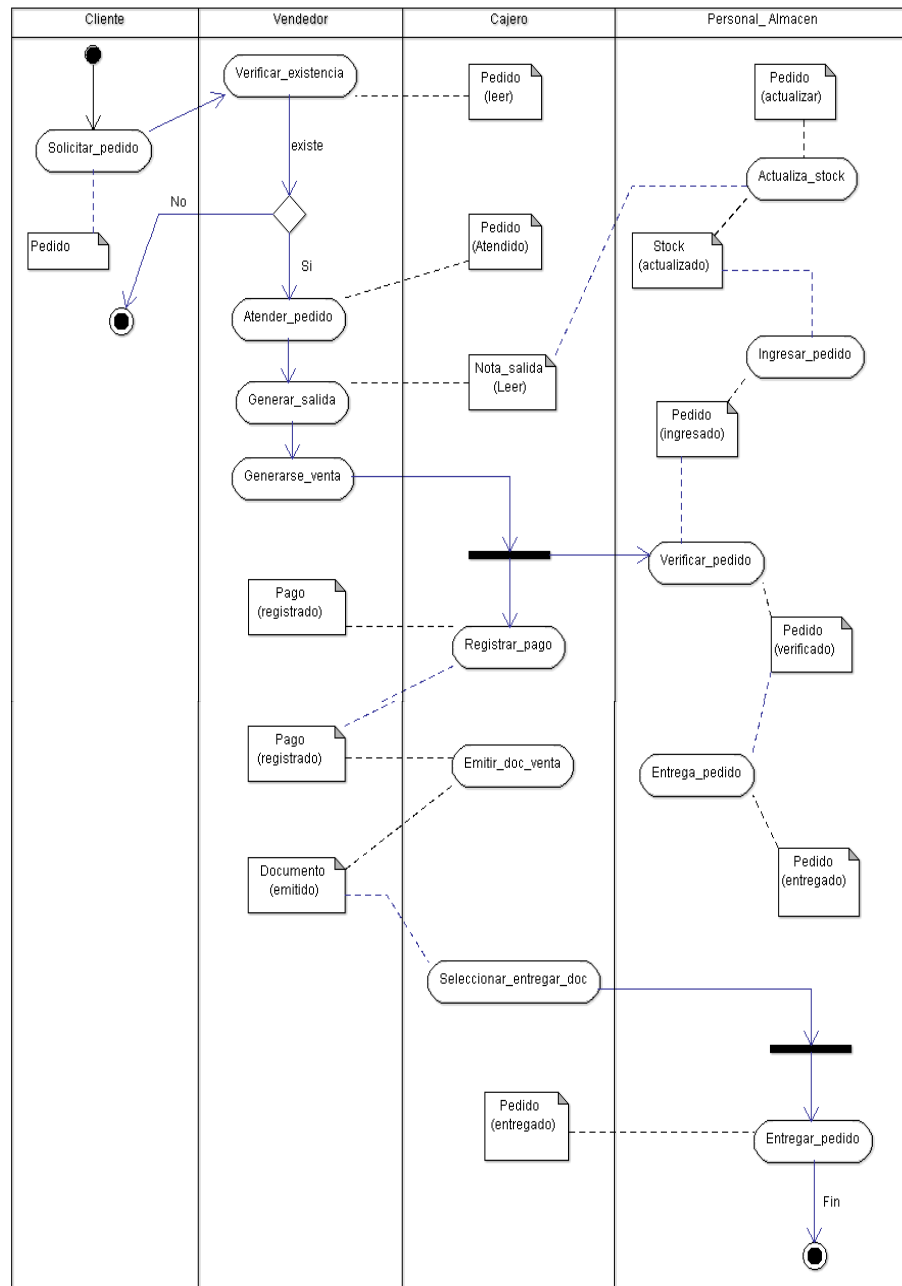 Cliente
Vendedor
Cajero
Personal_ Almacen
Verificar_existencia
Pedido
(leer)
Pedido
(actualizar)
Solicitar_pedido
existe
Actualiza_stock
No
Pedido
Pedido
(Atendido)
Stock
(actualizado)
Si
Atender_pedido
Ingresar_pedido
Nota_salida
(Leer)
Generar_salida
Pedido
(ingresado)
Generarse_venta
Verificar_pedido
Pago
(registrado)
Registrar_pago
Pedido
(verificado)
Pago
(registrado)
Emitir_doc_venta
Entrega_pedido
Documento
(emitido)
Pedido
(entregado)
Seleccionar_entregar_doc
Pedido
(entregado)
Entregar_pedido
Fin